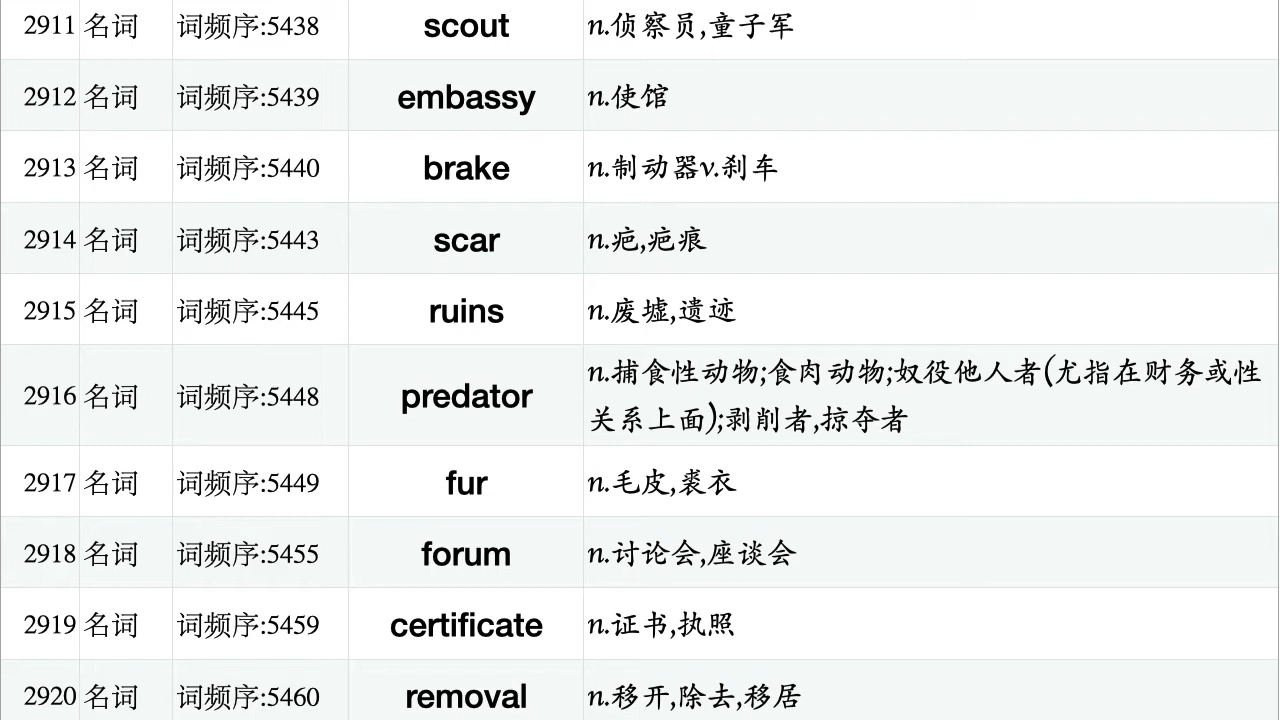 2911 名词 词频序:5438 scout n.侦察员,童子军
2912 名词 词频序:5439 embassy n.使馆
2913 名词 词频序:5440 brake n.制动器v.刹车
2914 名词 词频序:5443 scar n.疤,疤痕
2915 名词 词频序:5445 ruins n.废墟,遗迹
2916 名词 词频序:5448 predator n.捕食性动物;食肉动物;奴役他人者(尤指在财务或性
关系上面);剥削者,掠夺者
2917 名词 词频序:5449 fur n.毛皮,裘衣
2918 名词 词频序:5455 forum n.讨论会,座谈会
2919 名词 词频序:5459 certificate n.证书,执照
2920 名词 词频序:5460 removal n.移开,除去,移居